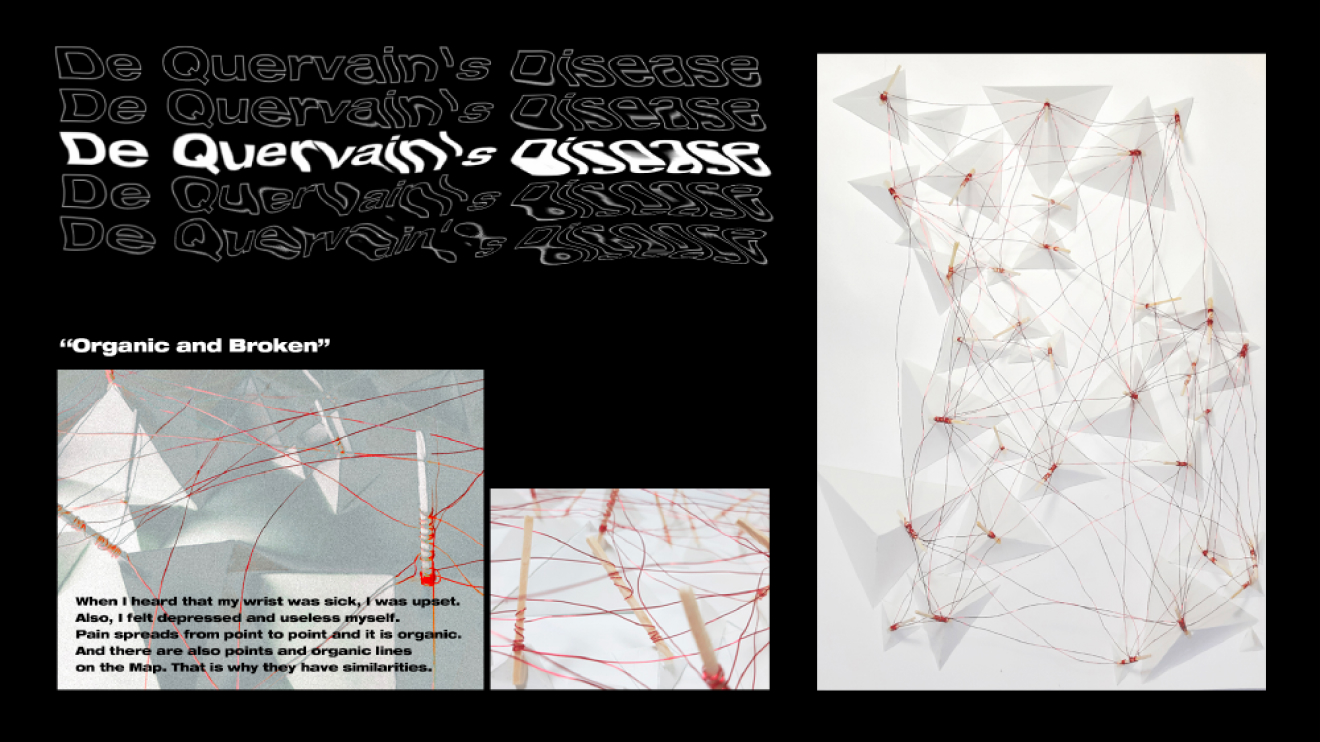 De Quervain's Disease
De Quervain's Disease
De Quervain's Disease
De Quervain's Disease
De Quervain's Disease
“Organic and Broken”
When I heard that my wrist was sick, I was upset.
Also, I felt depressed and useless myself.
Pain spreads from point to point and it is organic.
And there are also points and organic lines
on the Map. That is why they have similarities.